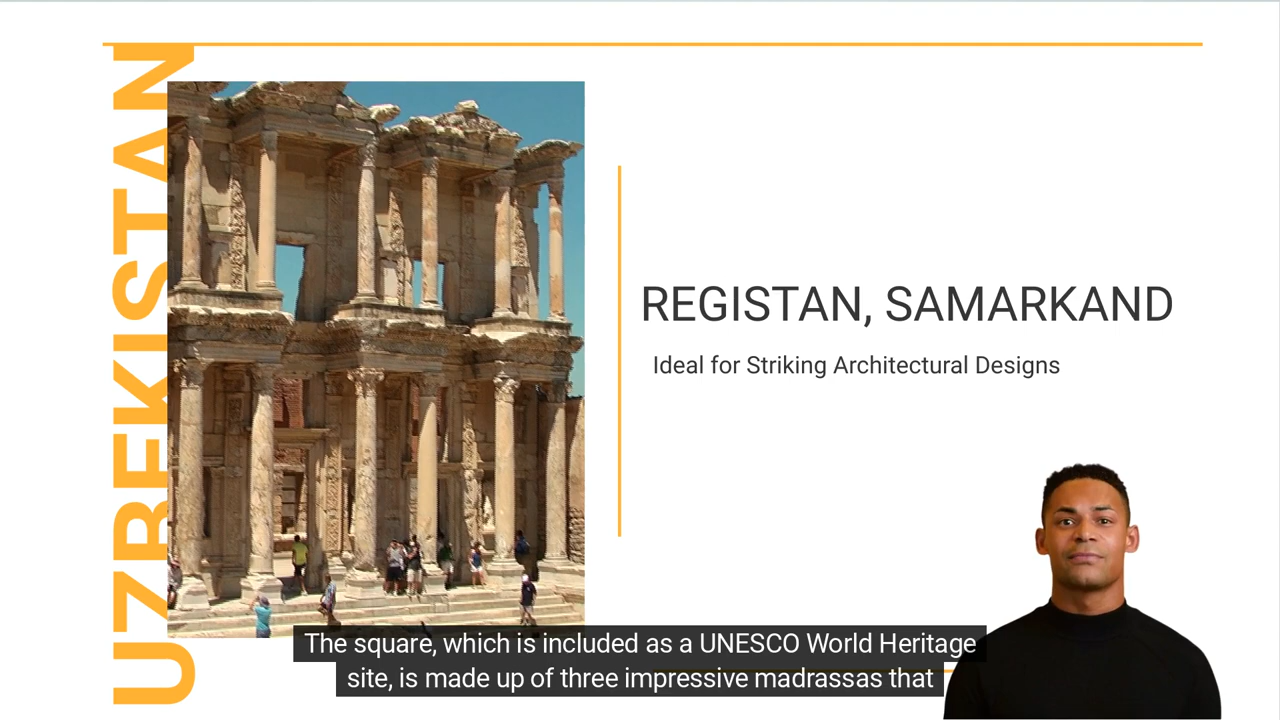 UZBEKISTAN
REGISTAN, SAMARKAND
Ideal for Striking Architectural Designs
The square, which is included as a UNESCO World Heritage
site, is made up of three impressive madrassas that